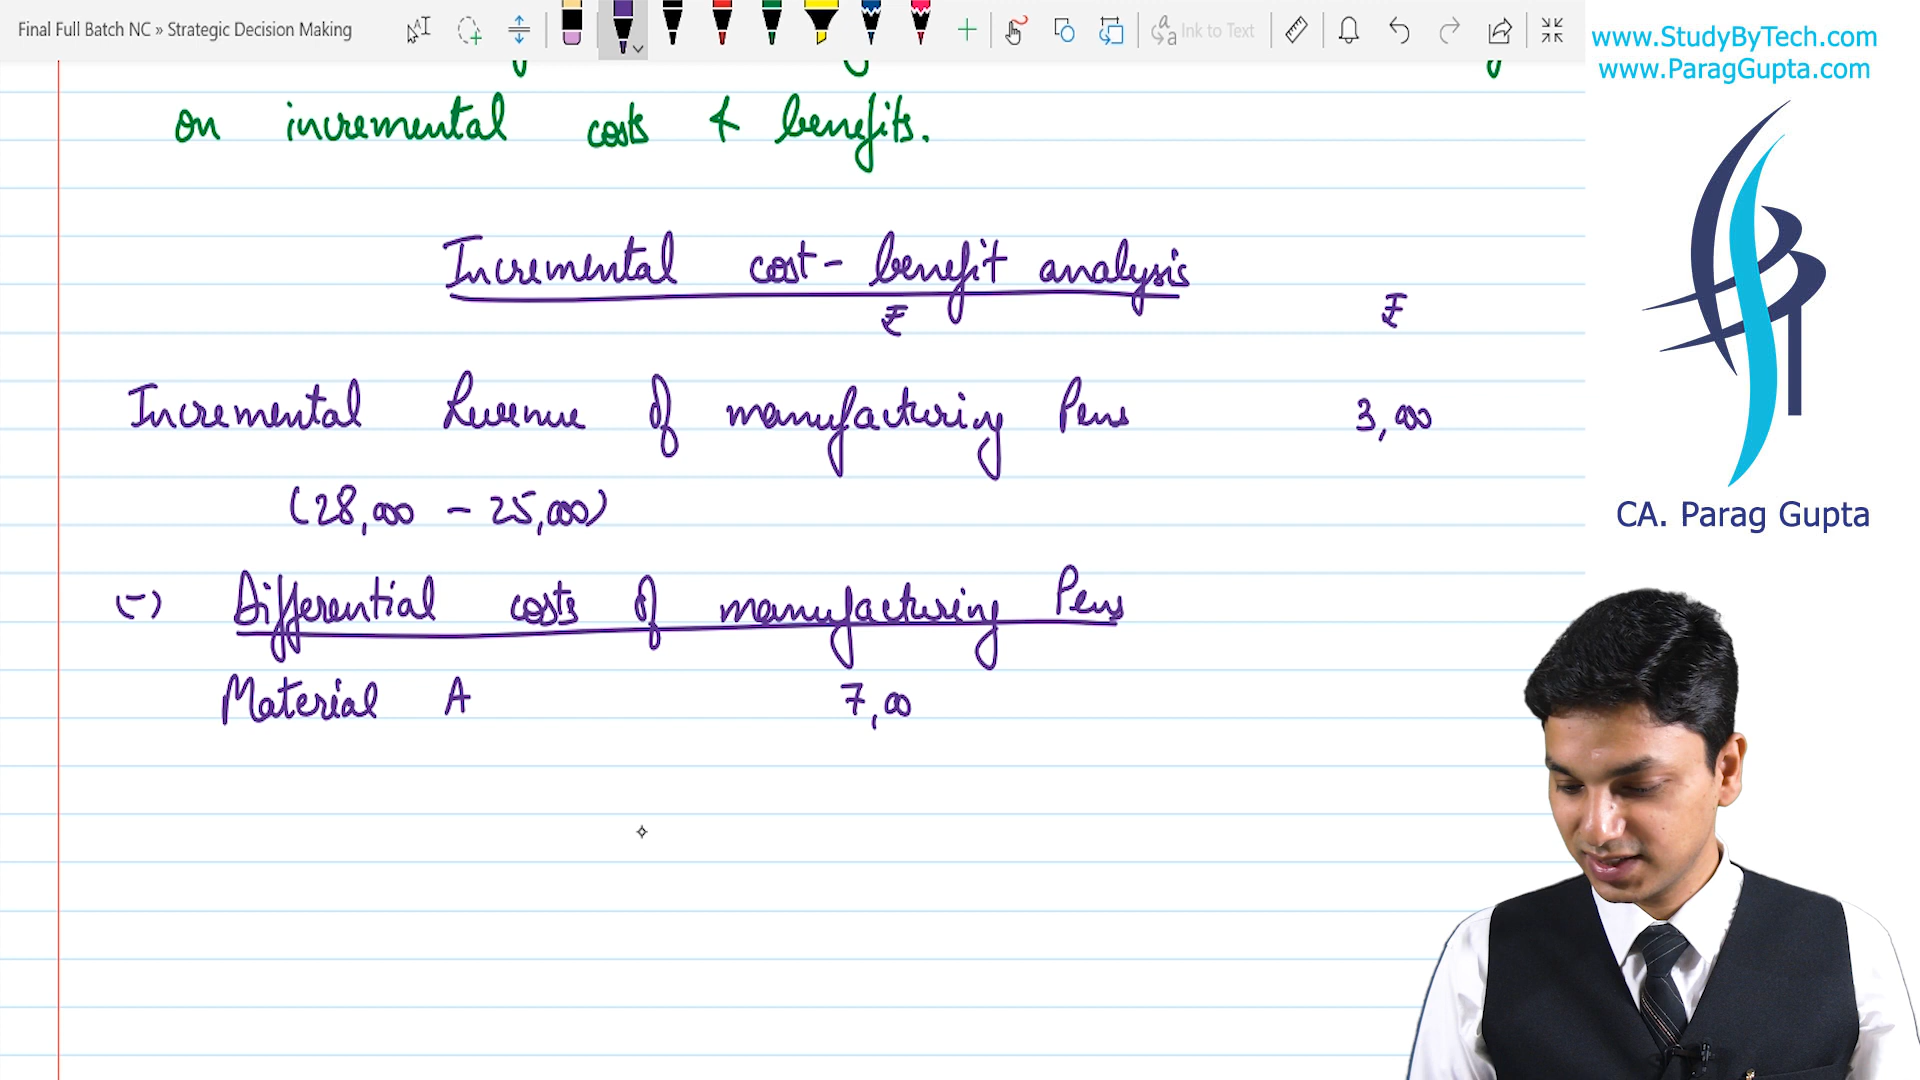 Final Full Batch NC » Strategic Decision Making
Ink to Text
www.StudyByTech.com
www.ParagGupta.com
on incremental costs & benefits.
Incremental cost - benefit analysis
₹ ₹
Incremental Revenue of manufacturing Pens 3,000
(28,000 - 25,000)
CA. Parag Gupta
(-) Differential costs of manufacturing Pens
Material A 7,00